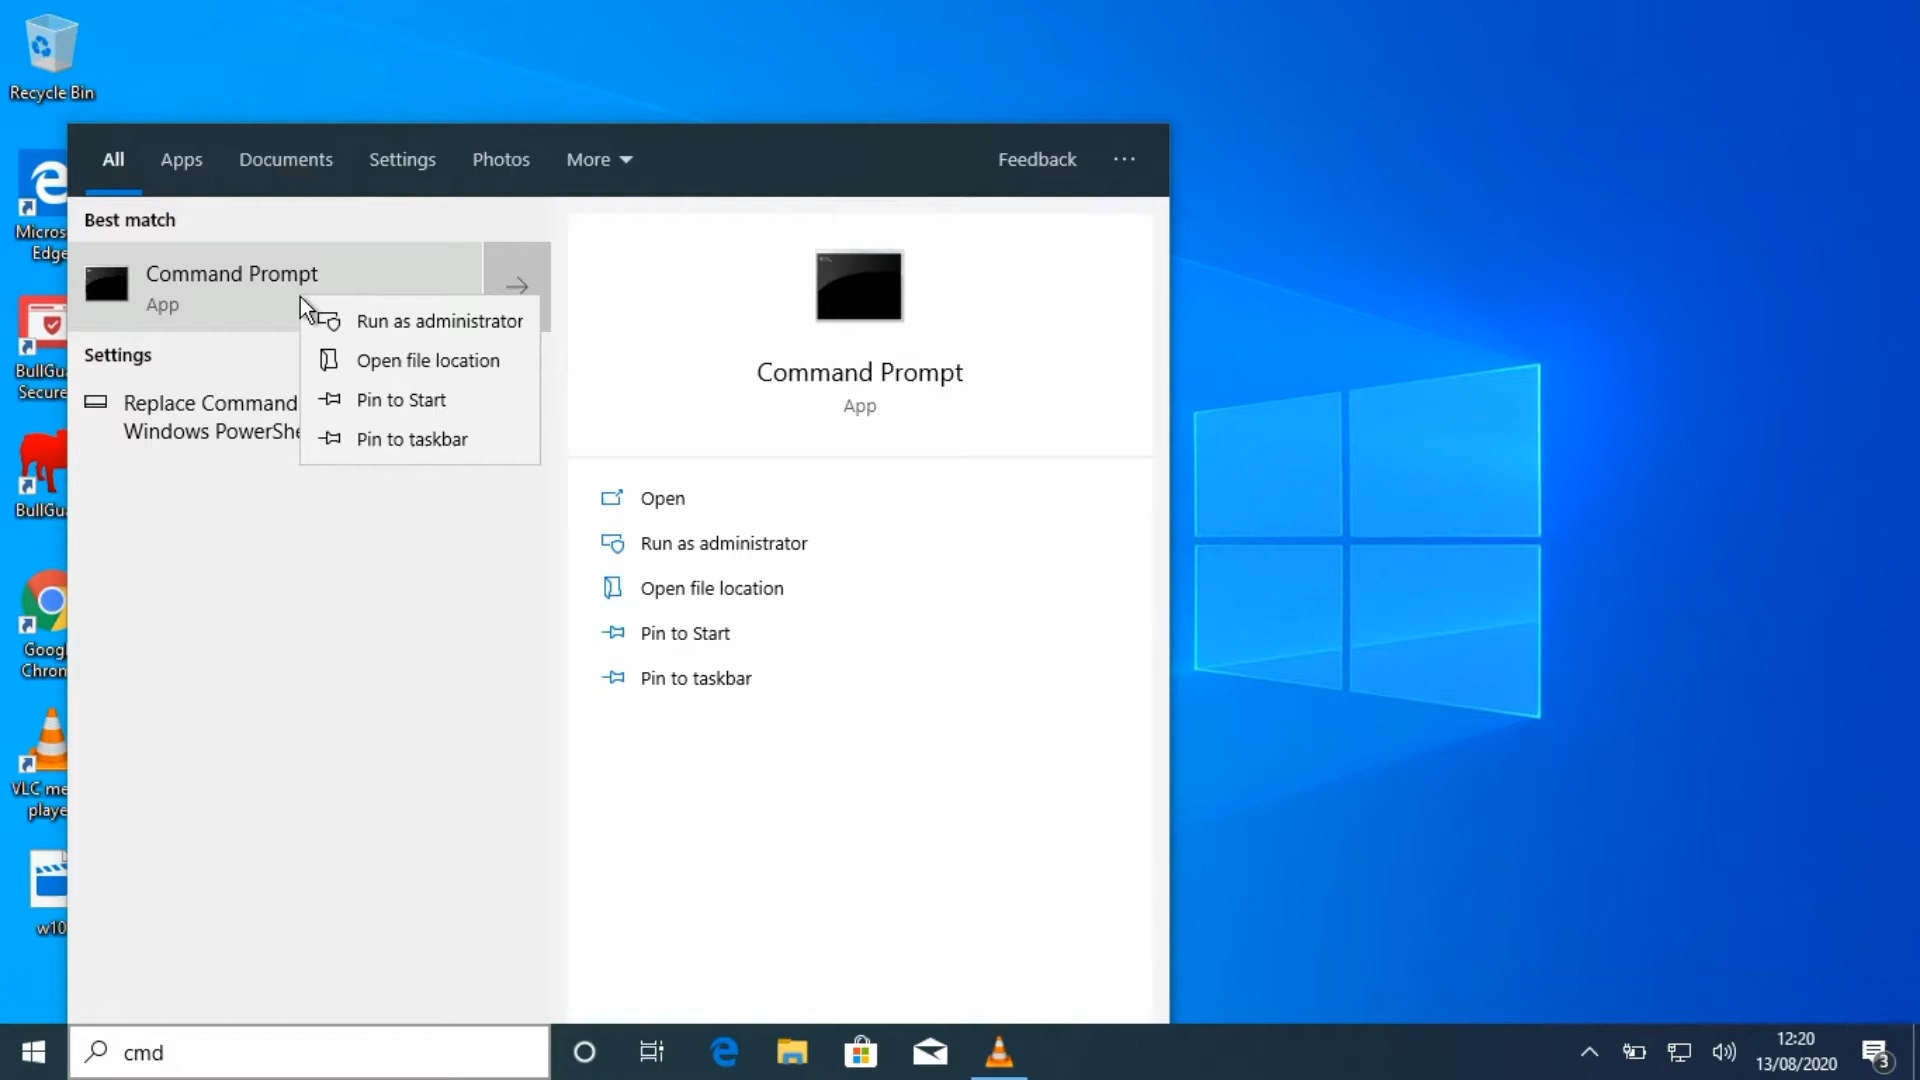 Recycle Bin
Micros
Edge
BullGu
Secure
BullGu
Googl
Chrom
VLC me
playe
w10
All
Apps
Documents
Settings
Photos
More
Feedback
Best match
Command Prompt
App
Settings
Replace Command
Windows PowerShe
Run as administrator
Open file location
Pin to Start
Pin to taskbar
Command Prompt
App
Open
Run as administrator
Open file location
Pin to Start
Pin to taskbar
cmd
12:20
13/08/2020
3